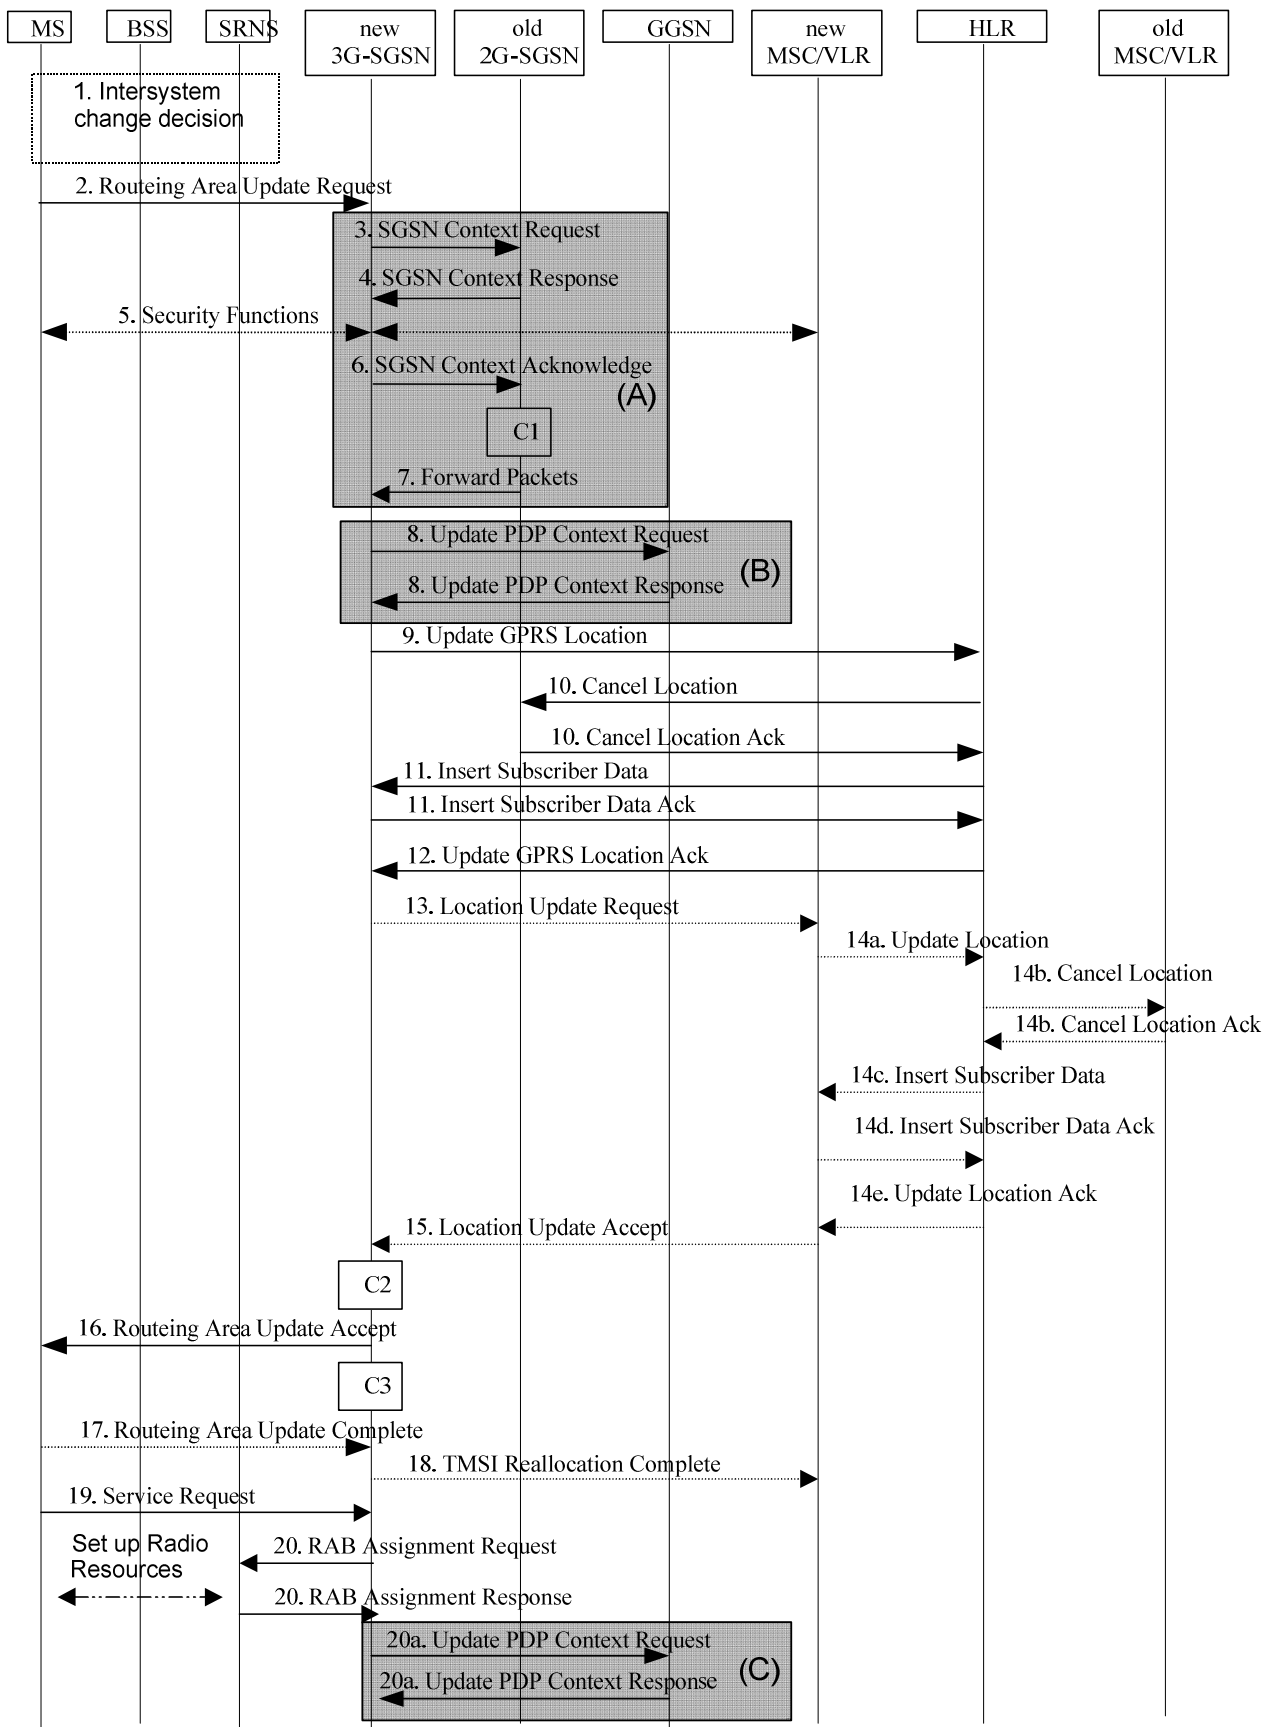 MS
BSS
SRNS
new
3G-SGSN
old
2G-SGSN
GGSN
new
MSC/VLR
HLR
old
MSC/VLR
1. Intersystem
change decision
2. Routeing Area Update Request
3. SGSN Context Request
4. SGSN Context Response
5. Security Functions
6. SGSN Context Acknowledge
(A)
C1
7. Forward Packets
8. Update PDP Context Request
(B)
8. Update PDP Context Response
9. Update GPRS Location
10. Cancel Location
10. Cancel Location Ack
11. Insert Subscriber Data
11. Insert Subscriber Data Ack
12. Update GPRS Location Ack
13. Location Update Request
14a. Update Location
14b. Cancel Location
14b. Cancel Location Ack
14c. Insert Subscriber Data
14d. Insert Subscriber Data Ack
14e. Update Location Ack
15. Location Update Accept
C2
16. Routeing Area Update Accept
C3
17. Routeing Area Update Complete
18. TMSI Reallocation Complete
19. Service Request
Set up Radio
Resources
20. RAB Assignment Request
20. RAB Assignment Response
20a. Update PDP Context Request
(C)
20a. Update PDP Context Response